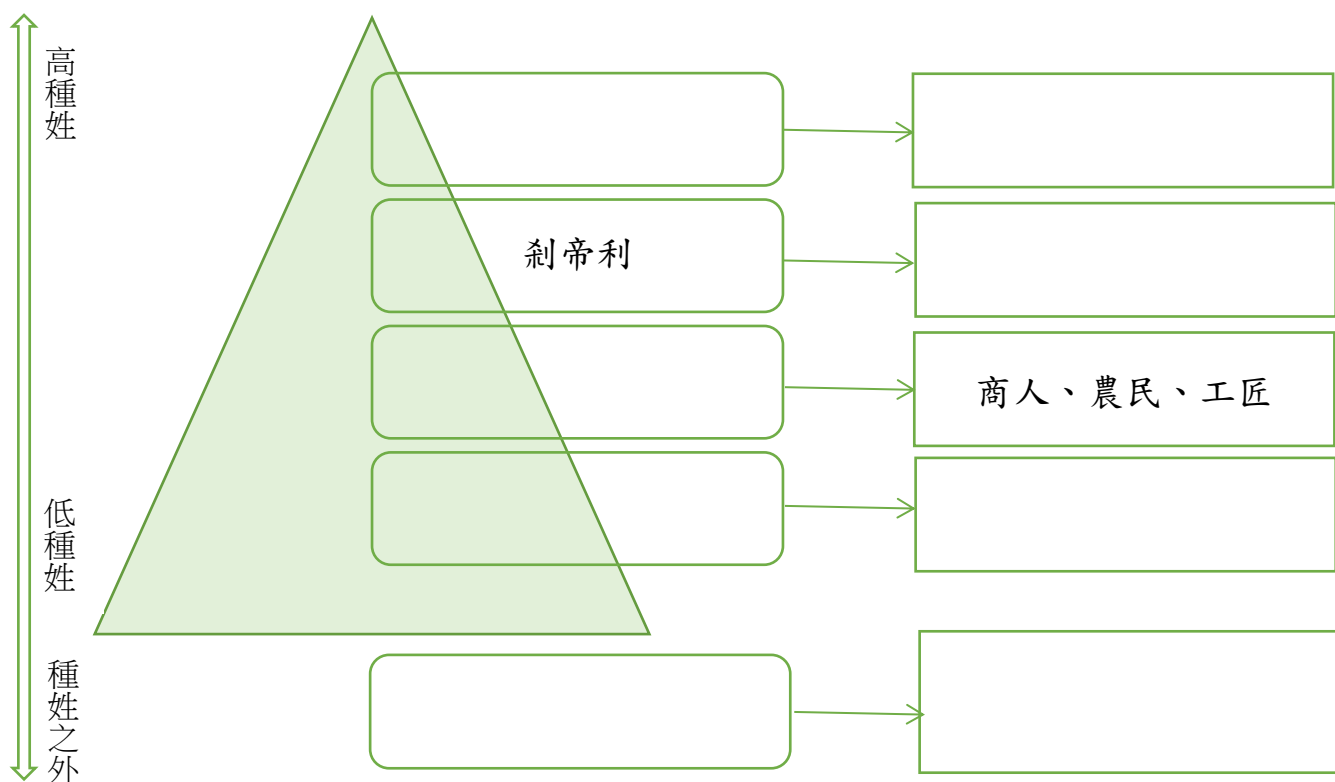 高種姓
剎帝利
商人、農民、工匠
低種姓
種姓之外